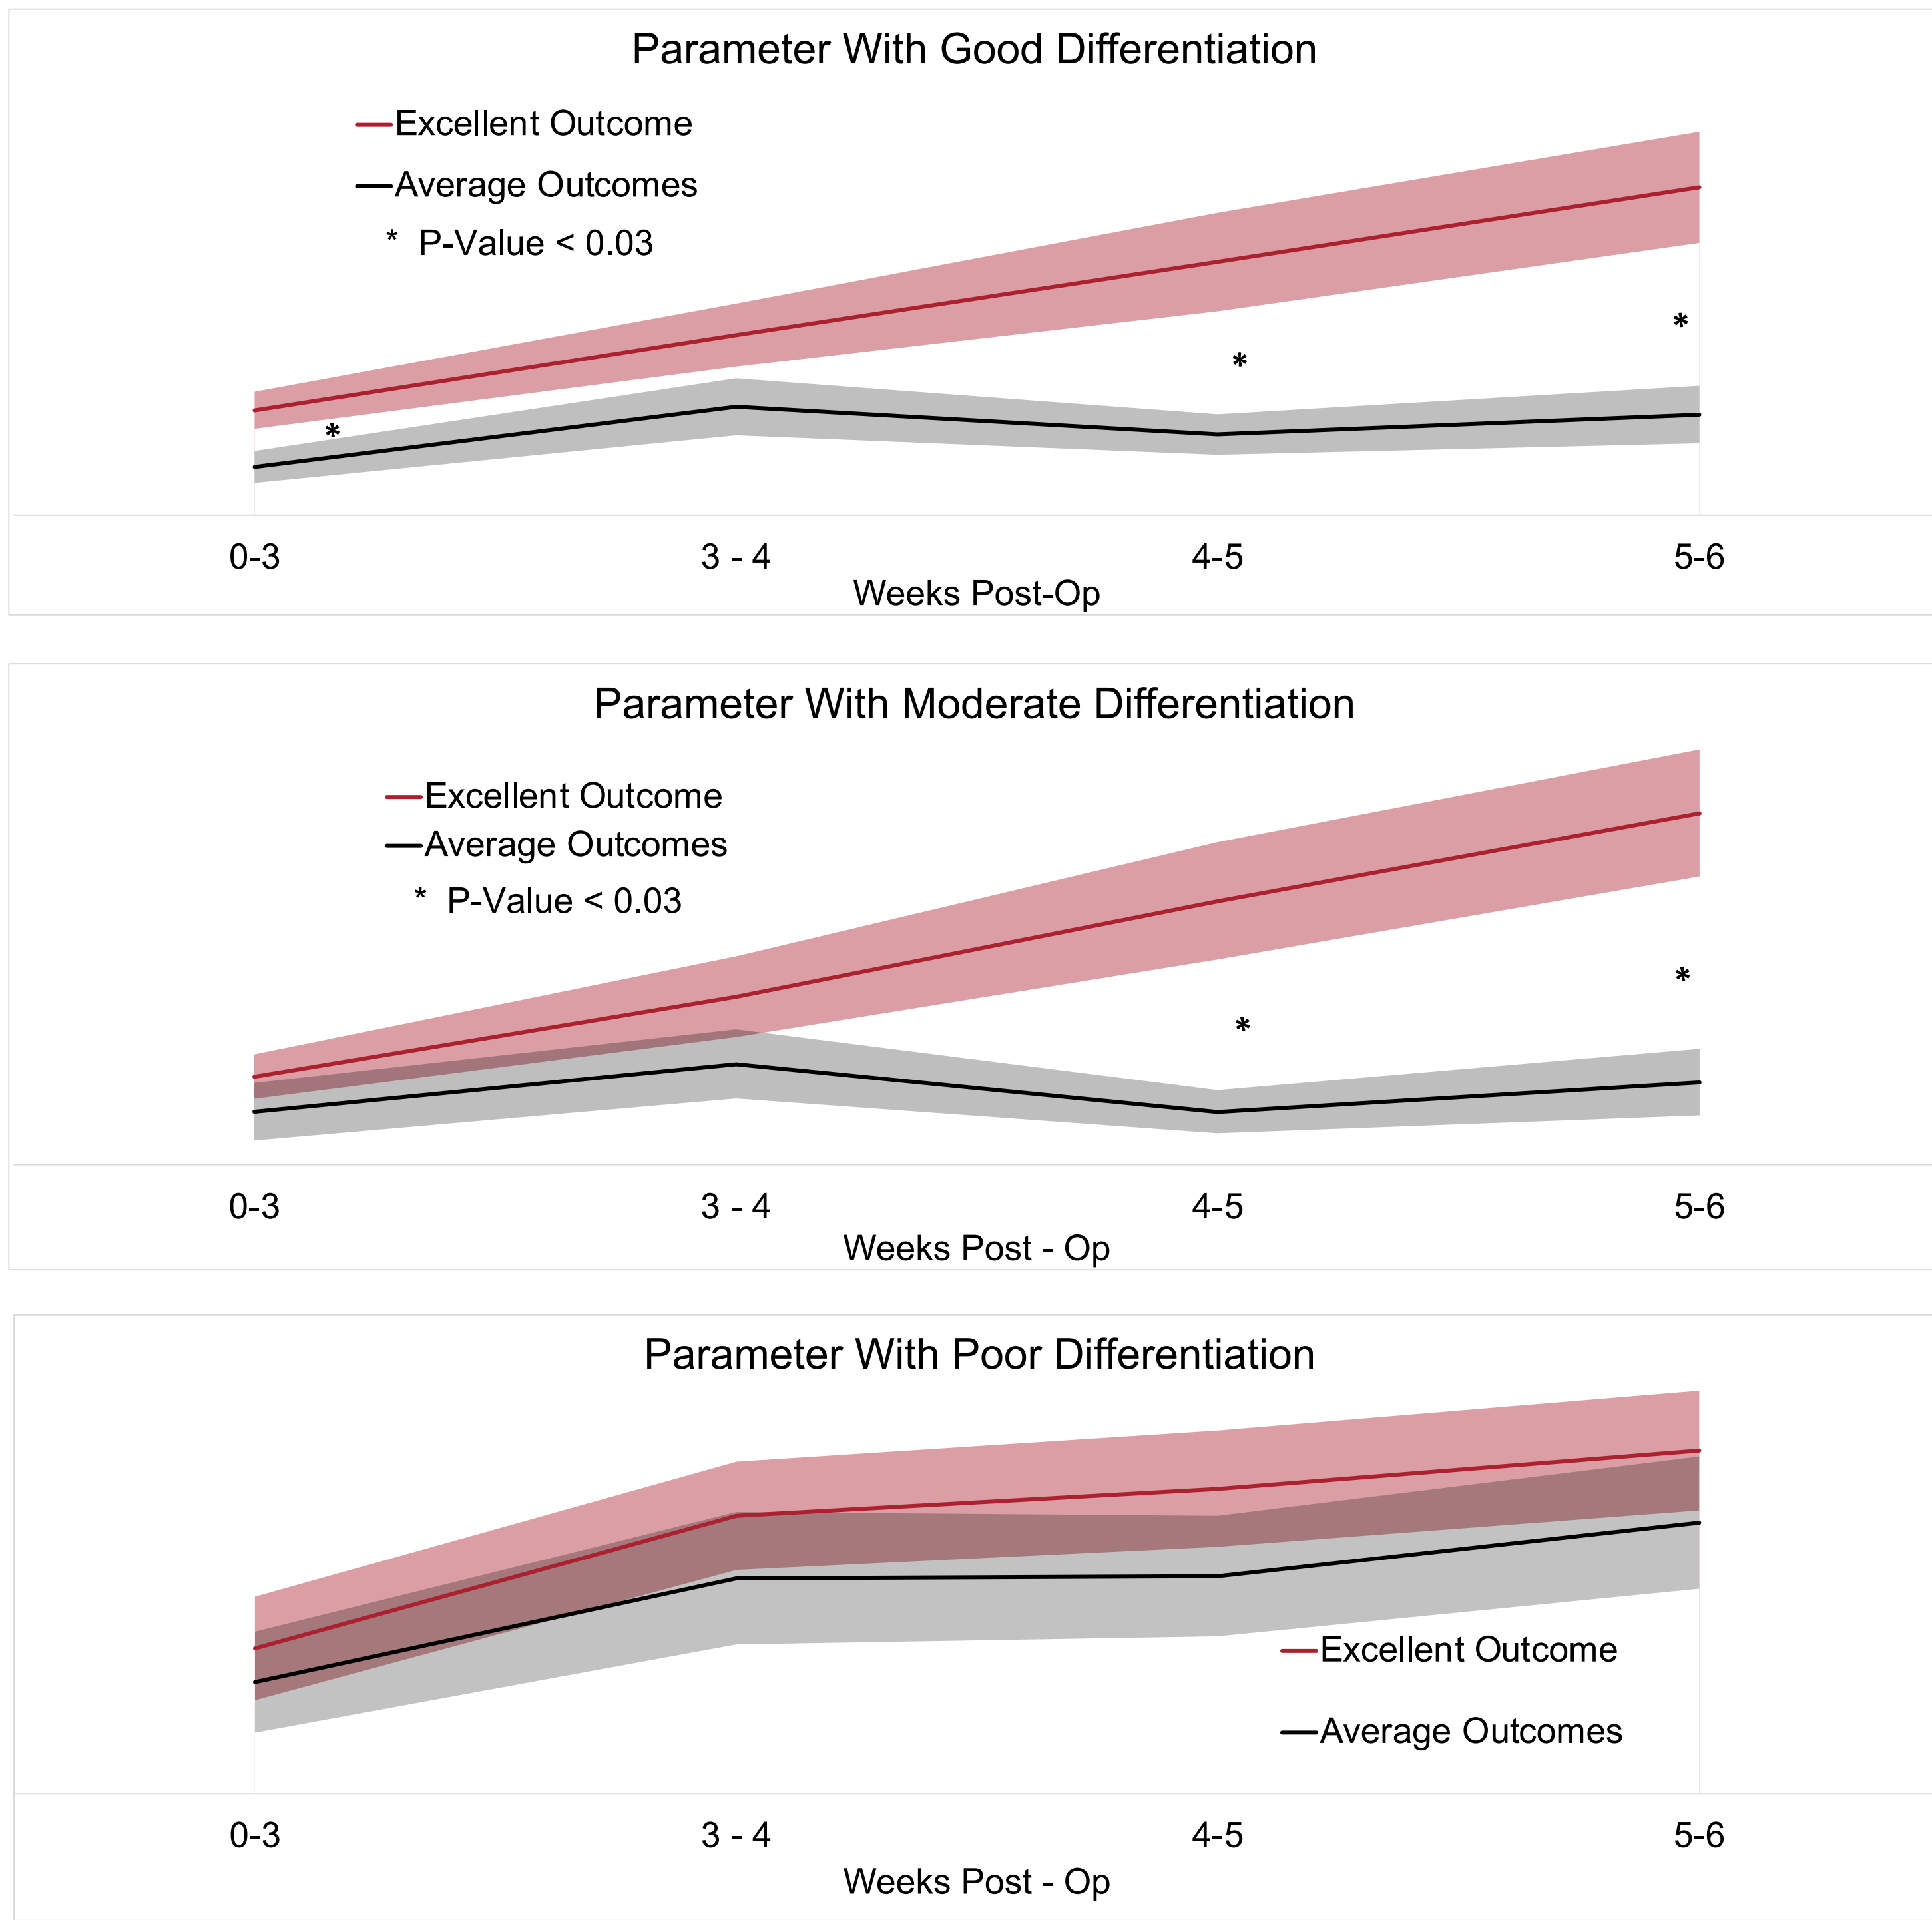 Parameter With Good Differentiation
Excellent Outcome
Average Outcomes
* P-Value < 0.03
*
*
*
0-3 3 - 4 4-5 5-6
Weeks Post-Op
Parameter With Moderate Differentiation
Excellent Outcome
Average Outcomes
* P-Value < 0.03
*
*
0-3 3 - 4 4-5 5-6
Weeks Post - Op
Parameter With Poor Differentiation
Excellent Outcome
Average Outcomes
0-3 3 - 4 4-5 5-6
Weeks Post - Op